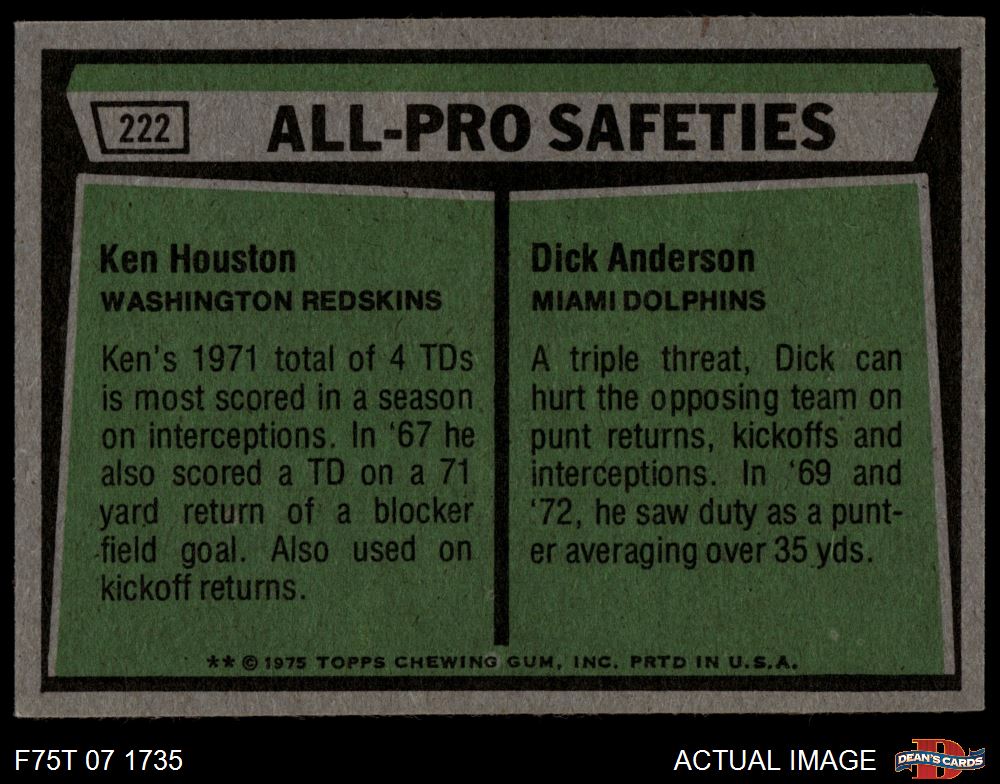 222
ALL-PRO SAFETIES
Ken Houston
WASHINGTON REDSKINS
Ken's 1971 total of 4 TDs
is most scored in a season
on interceptions. In '67 he
also scored a TD on a 71
yard return of a blocker
field goal. Also used on
kickoff returns.
Dick Anderson
MIAMI DOLPHINS
A triple threat, Dick can
hurt the opposing team on
punt returns, kickoffs and
interceptions. In '69 and
'72, he saw duty as a punt-
er averaging over 35 yds.
** © 1975 TOPPS CHEWING GUM, INC. PRTD IN U.S.A.
F75T 07 1735
ACTUAL IMAGE
D
DEAN'S CARDS